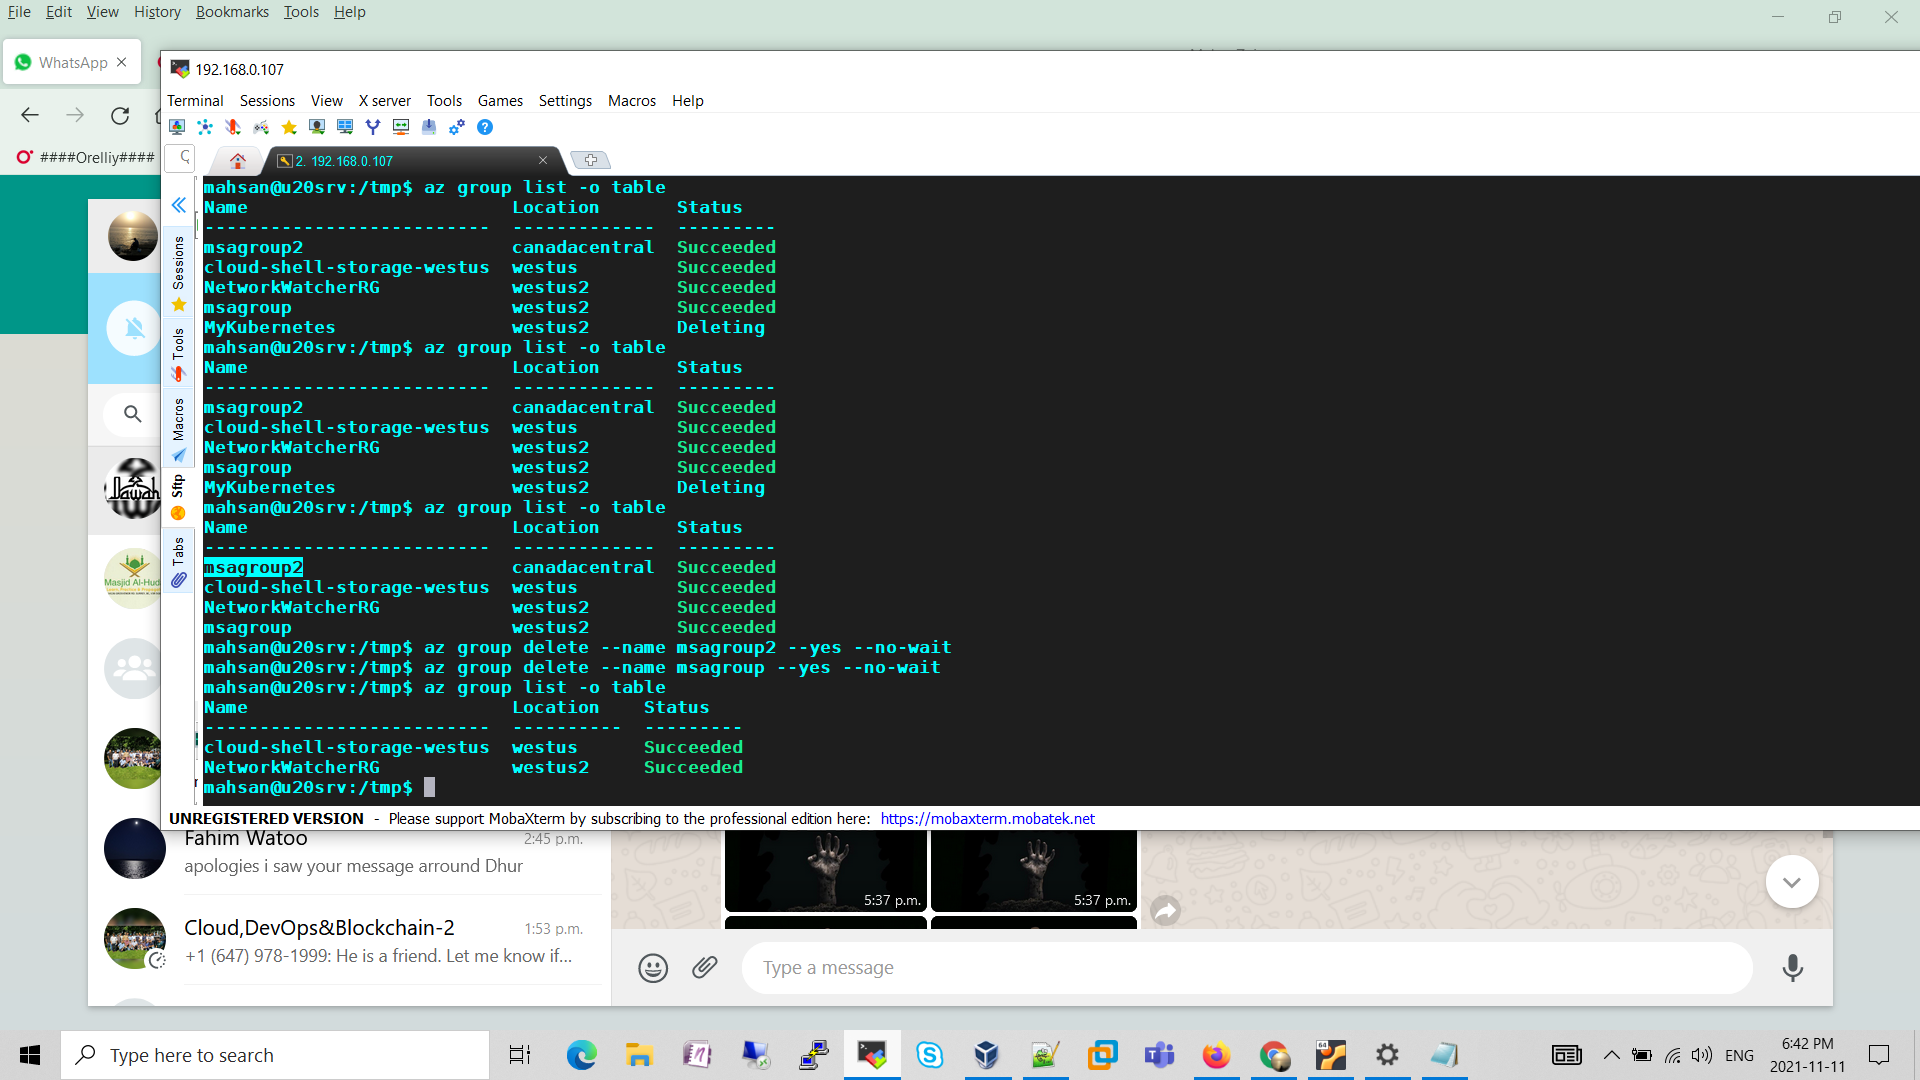 File Edit View History Bookmarks Tools Help
WhatsApp
192.168.0.107
Terminal Sessions View X server Tools Games Settings Macros Help
####Orelliy####
2. 192.168.0.107
Sessions
Tools
Macros
Sftp
Tabs
mahsan@u20srv:/tmp$ az group list -o table
Name Location Status
-------------------------- ------------- ---------
msagroup2 canadacentral Succeeded
cloud-shell-storage-westus westus Succeeded
NetworkWatcherRG westus2 Succeeded
msagroup westus2 Succeeded
MyKubernetes westus2 Deleting
mahsan@u20srv:/tmp$ az group list -o table
Name Location Status
-------------------------- ------------- ---------
msagroup2 canadacentral Succeeded
cloud-shell-storage-westus westus Succeeded
NetworkWatcherRG westus2 Succeeded
msagroup westus2 Succeeded
MyKubernetes westus2 Deleting
mahsan@u20srv:/tmp$ az group list -o table
Name Location Status
-------------------------- ------------- ---------
msagroup2 canadacentral Succeeded
cloud-shell-storage-westus westus Succeeded
NetworkWatcherRG westus2 Succeeded
msagroup westus2 Succeeded
mahsan@u20srv:/tmp$ az group delete --name msagroup2 --yes --no-wait
mahsan@u20srv:/tmp$ az group delete --name msagroup --yes --no-wait
mahsan@u20srv:/tmp$ az group list -o table
Name Location Status
-------------------------- ---------- ---------
cloud-shell-storage-westus westus Succeeded
NetworkWatcherRG westus2 Succeeded
mahsan@u20srv:/tmp$
UNREGISTERED VERSION - Please support MobaXterm by subscribing to the professional edition here: https://mobaxterm.mobatek.net
Masjid Al-Huda
Fahim Watoo 2:45 p.m.
apologies i saw your message arround Dhur
Cloud,DevOps&Blockchain-2 1:53 p.m.
+1 (647) 978-1999: He is a friend. Let me know if...
5:37 p.m. 5:37 p.m.
Type a message
Type here to search
64
ENG
6:42 PM
2021-11-11